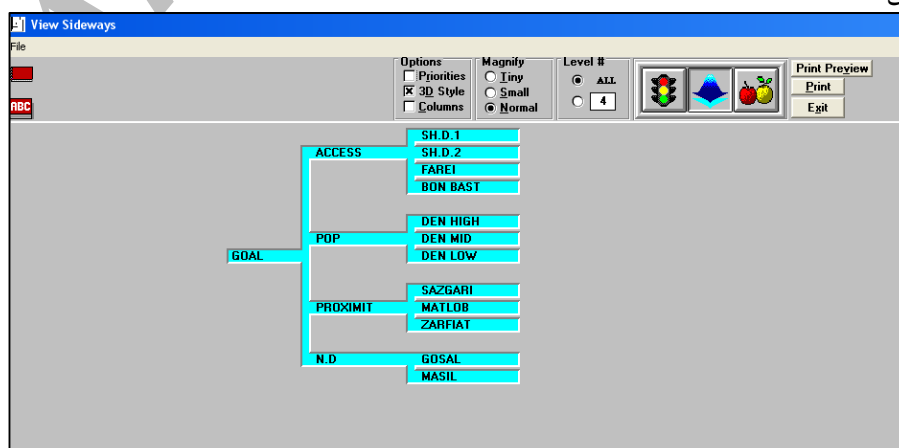 View Sideways
File
Options
Priorities
3D Style
Columns
Magnify
Tiny
Small
Normal
Level #
ALL
4
Print Preview
Print
Exit
ABC
SH.D.1
ACCESS SH.D.2
FAREI
BON BAST
DEN HIGH
POP DEN MID
DEN LOW
GOAL
SAZGARI
PROXIMIT MATLOB
ZARFIAT
N.D GOSAL
MASIL